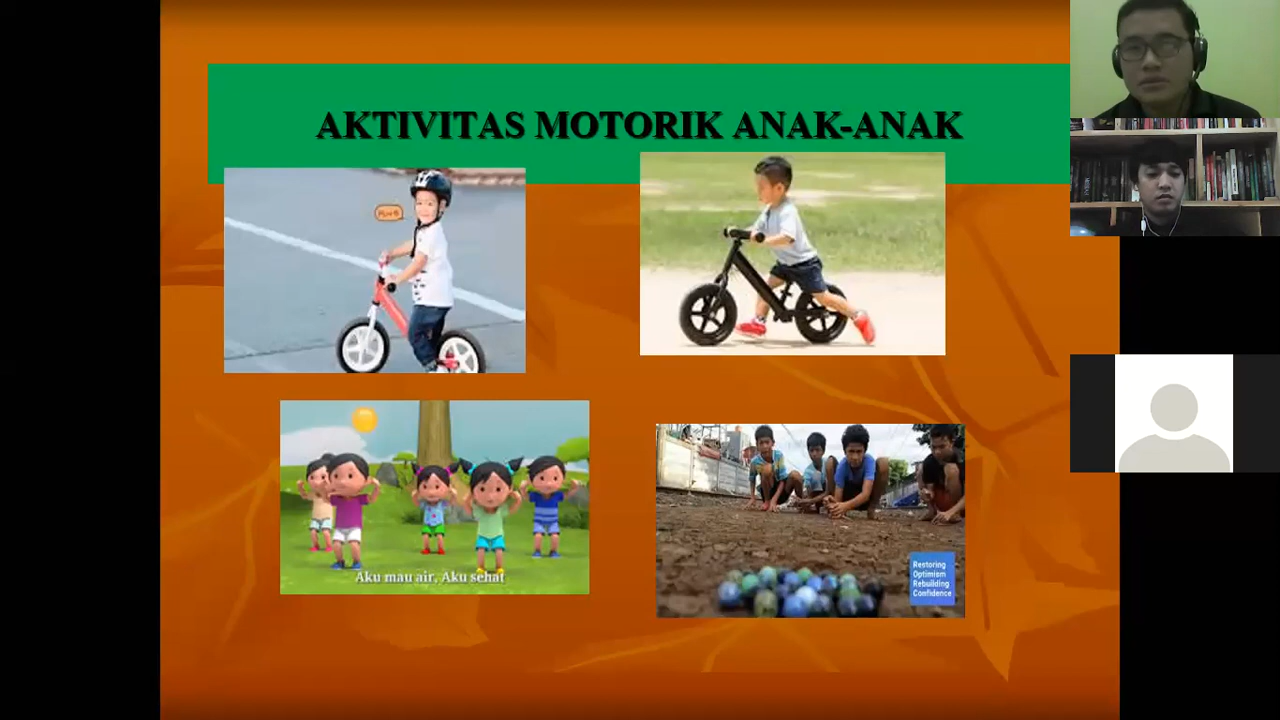 AKTIVITAS MOTORIK ANAK-ANAK
Aku mau air, Aku sehat
Restoring
Optimism
Rebuilding
Confidence